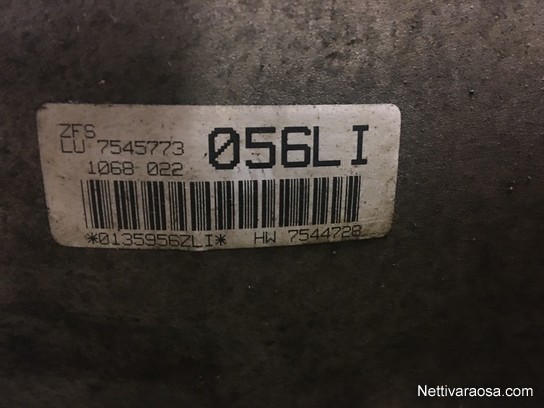 ZFS
LU 7545773
056LI
1068 022
*0135956ZLI* HW 7544728
Nettivaraosa.com